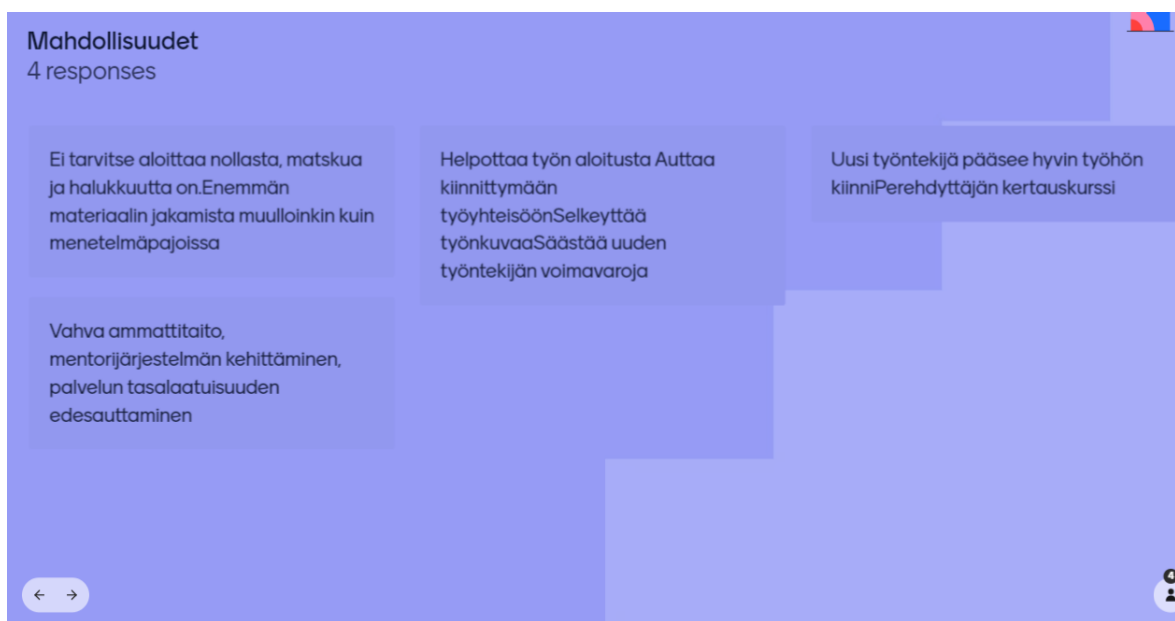 Mahdollisuudet
4 responses
Ei tarvitse aloittaa nollasta, matskua
ja halukkuutta on.Enemmän
materiaalin jakamista muulloinkin kuin
menetelmäpajoissa
Helpottaa työn aloitusta Auttaa
kiinnittymään
työyhteisöönSelkeyttää
työnkuvaaSäästää uuden
työntekijän voimavaroja
Uusi työntekijä pääsee hyvin työhön
kiinniPerehdyttäjän kertauskurssi
Vahva ammattitaito,
mentorijärjestelmän kehittäminen,
palvelun tasalaatuisuuden
edesauttaminen
4